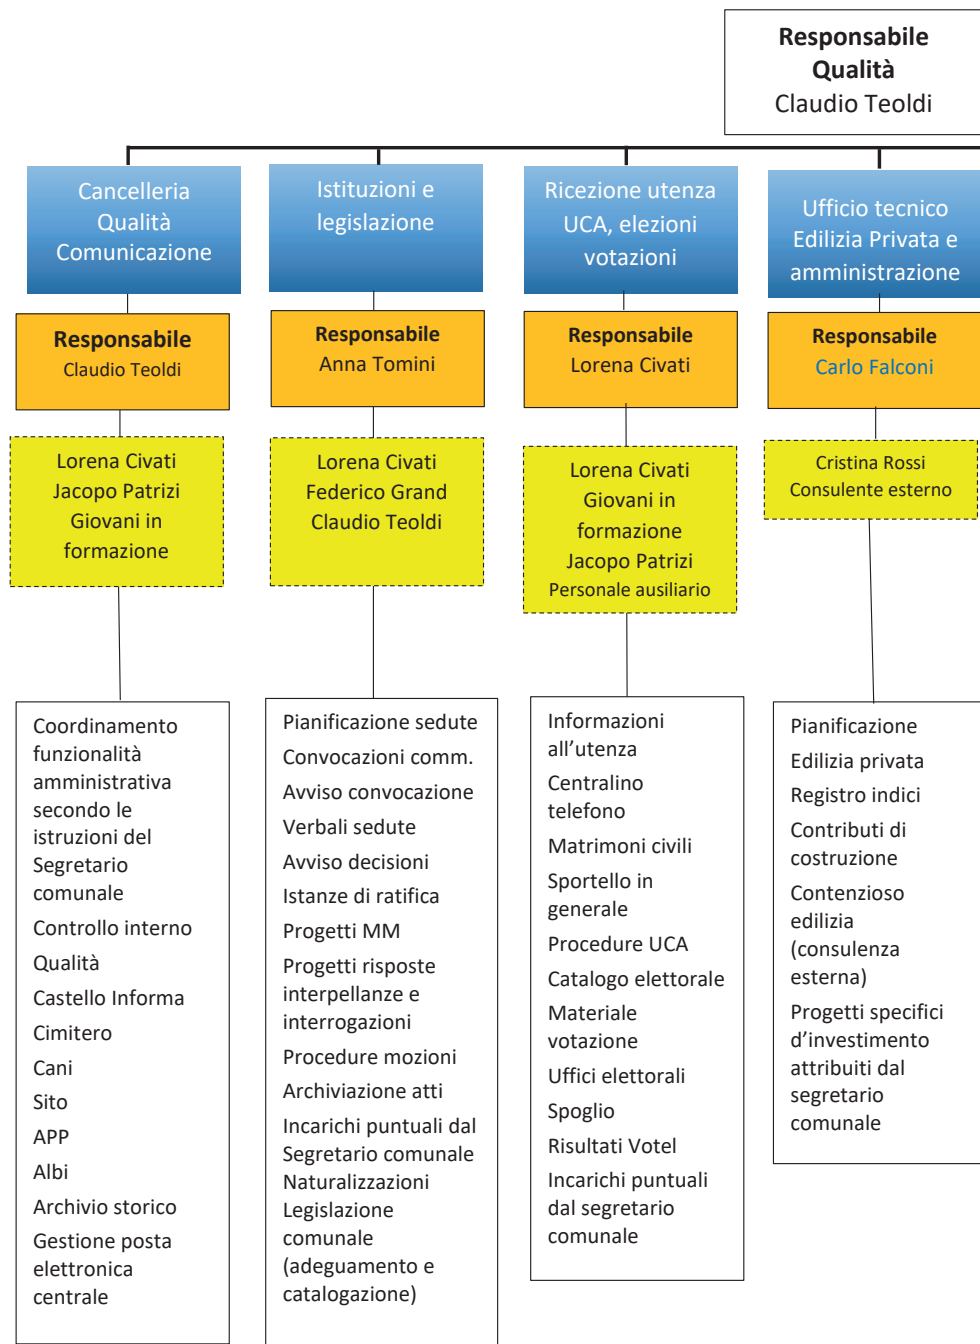 Responsabile
Qualità
Claudio Teoldi
Cancelleria
Qualità
Comunicazione
Istituzioni e
legislazione
Ricezione utenza
UCA, elezioni
votazioni
Ufficio tecnico
Edilizia Privata e
amministrazione
Responsabile
Claudio Teoldi
Responsabile
Anna Tomini
Responsabile
Lorena Civati
Responsabile
Carlo Falconi
Lorena Civati
Jacopo Patrizi
Giovani in
formazione
Lorena Civati
Federico Grand
Claudio Teoldi
Lorena Civati
Giovani in
formazione
Jacopo Patrizi
Personale ausiliario
Cristina Rossi
Consulente esterno
Coordinamento
funzionalità
amministrativa
secondo le
istruzioni del
Segretario
comunale
Controllo interno
Qualità
Castello Informa
Cimitero
Cani
Sito
APP
Albi
Archivio storico
Gestione posta
elettronica
centrale
Pianificazione sedute
Convocazioni comm.
Avviso convocazione
Verbali sedute
Avviso decisioni
Istanze di ratifica
Progetti MM
Progetti risposte
interpellanze e
interrogazioni
Procedure mozioni
Archiviazione atti
Incarichi puntuali dal
Segretario comunale
Naturalizzazioni
Legislazione
comunale
(adeguamento e
catalogazione)
Informazioni
all’utenza
Centralino
telefono
Matrimoni civili
Sportello in
generale
Procedure UCA
Catalogo elettorale
Materiale
votazione
Uffici elettorali
Spoglio
Risultati Votel
Incarichi puntuali
dal segretario
comunale
Pianificazione
Edilizia privata
Registro indici
Contributi di
costruzione
Contenzioso
edilizia
(consulenza
esterna)
Progetti specifici
d’investimento
attribuiti dal
segretario
comunale